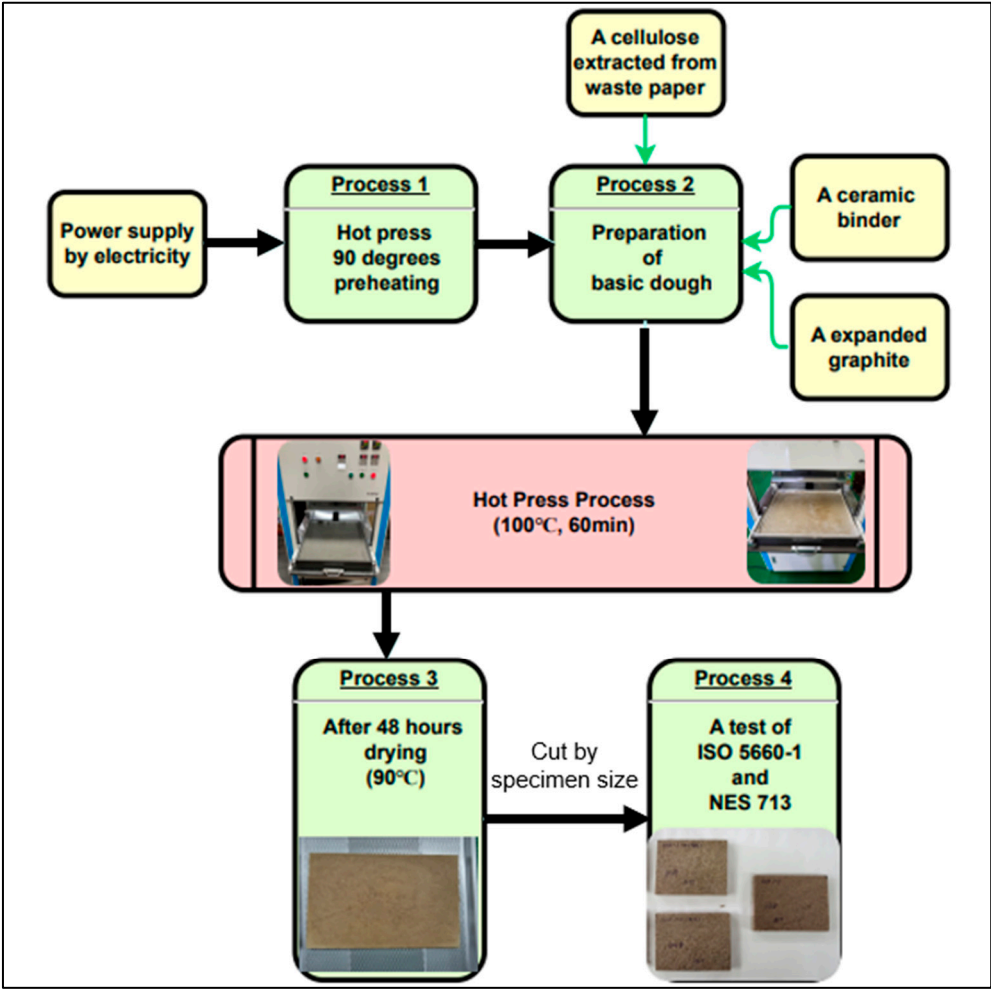 A cellulose
extracted from
waste paper
Power supply
by electricity
Process 1
Hot press
90 degrees
preheating
Process 2
Preparation
of
basic dough
A ceramic
binder
A expanded
graphite
Hot Press Process
(100℃, 60min)
Process 3
After 48 hours
drying
(90℃)
Cut by
specimen size
Process 4
A test of
ISO 5660-1
and
NES 713